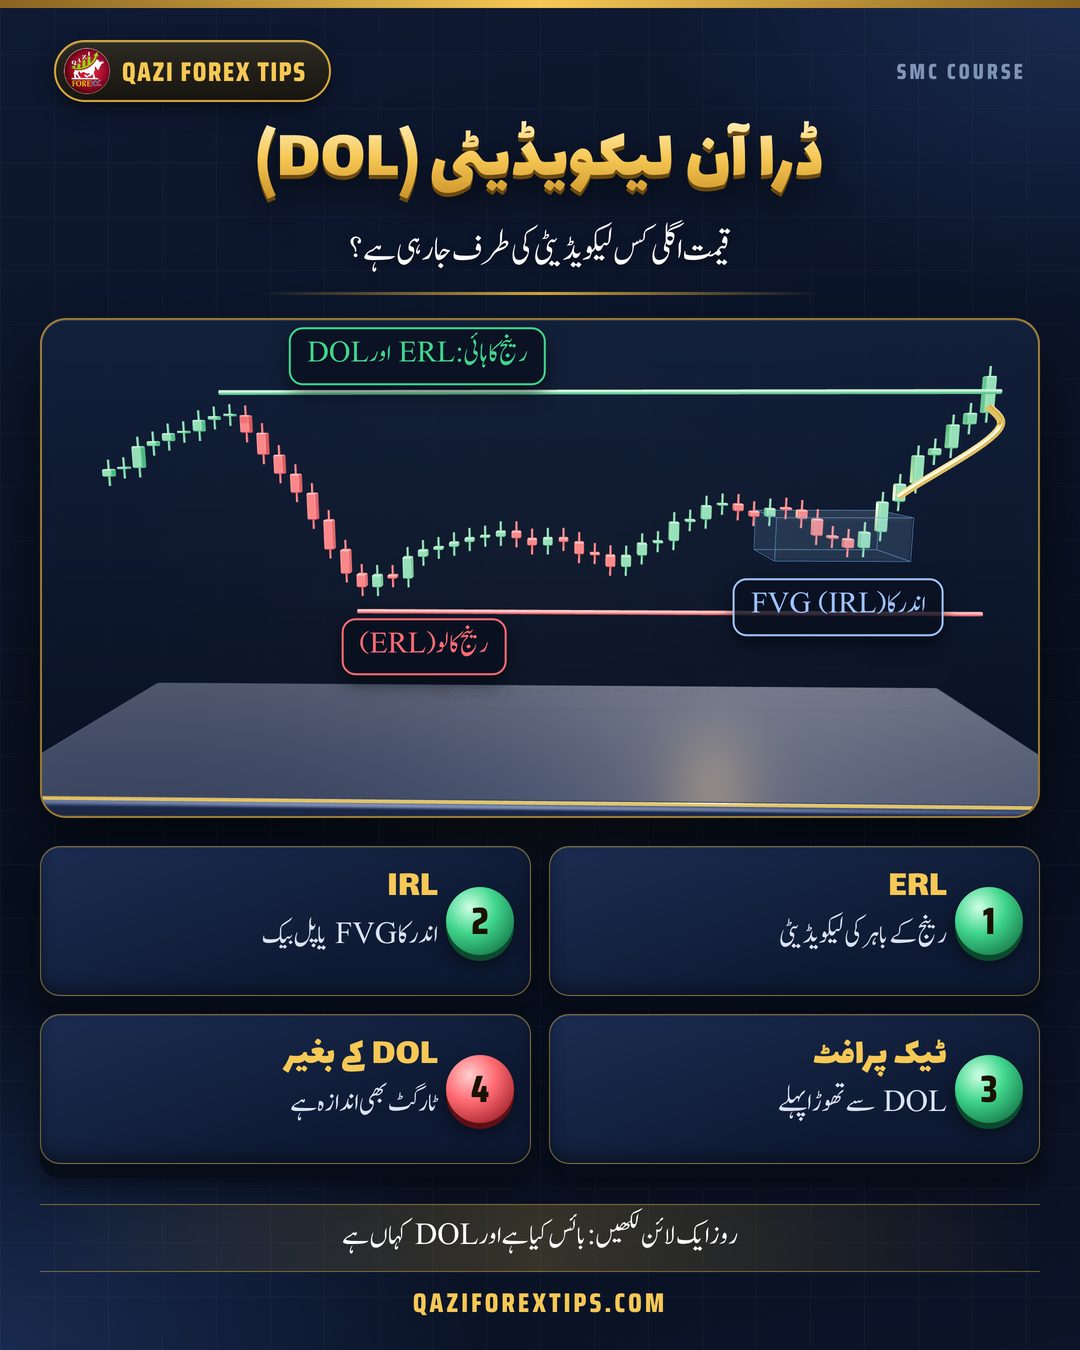 QAZI FOREX TIPS
SMC COURSE
ڈرا آن لیکویڈیٹی (DOL)
قیمت اگلی کس لیکویڈیٹی کی طرف جا رہی ہے؟
رینج کا ہائی: ERL اور DOL
اندر کا FVG (IRL)
رینج کا لو (ERL)
1
ERL
رینج کے باہر کی لیکویڈیٹی
2
IRL
اندر کا FVG یا پل بیک
3
ٹیک پرافٹ
DOL سے تھوڑا پہلے
4
DOL کے بغیر
ٹارگٹ بھی اندازہ ہے
روز ایک لائن لکھیں: بائس کیا ہے اور DOL کہاں ہے
QAZIFOREXTIPS.COM